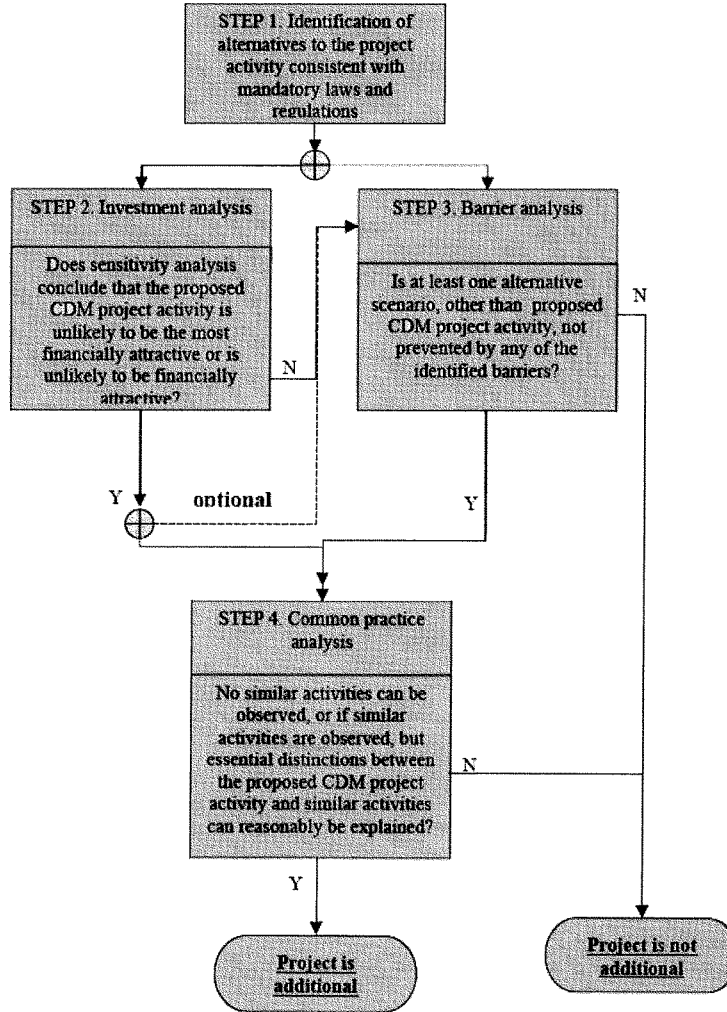 STEP 1. Identification of
alternatives to the project
activity consistent with
mandatory laws and
regulations
STEP 2. Investment analysis
Does sensitivity analysis
conclude that the proposed
CDM project activity is
unlikely to be the most
financially attractive or is
unlikely to be financially
attractive?
N
Y
optional
STEP 3. Barrier analysis
Is at least one alternative
scenario, other than proposed
CDM project activity, not
prevented by any of the
identified barriers?
N
Y
STEP 4. Common practice
analysis
No similar activities can be
observed, or if similar
activities are observed, but
essential distinctions between
the proposed CDM project
activity and similar activities
can reasonably be explained?
N
Y
Project is
additional
Project is not
additional